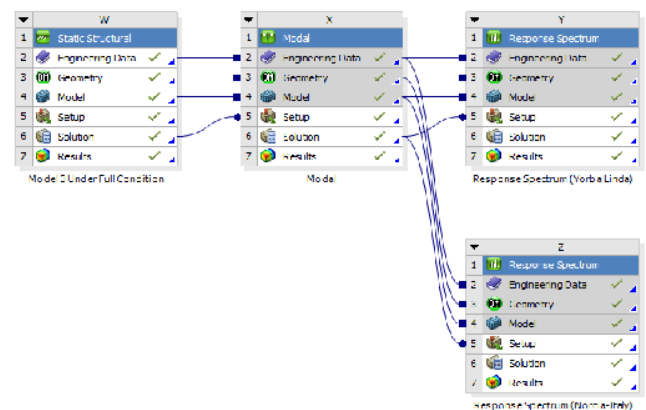 W
1 Static Structural
2 Engineering Data
3 Geometry
4 Model
5 Setup
6 Solution
7 Results
Model 3 Under Full Condition
X
1 Modal
2 Engineering Data
3 Geometry
4 Model
5 Setup
6 Solution
7 Results
Modal
Y
1 Response Spectrum
2 Engineering Data
3 Geometry
4 Model
5 Setup
6 Solution
7 Results
Response Spectrum (Yorba Linda)
Z
1 Response Spectrum
2 Engineering Data
3 Geometry
4 Model
5 Setup
6 Solution
7 Results
Response Spectrum (Norcia-Italy)